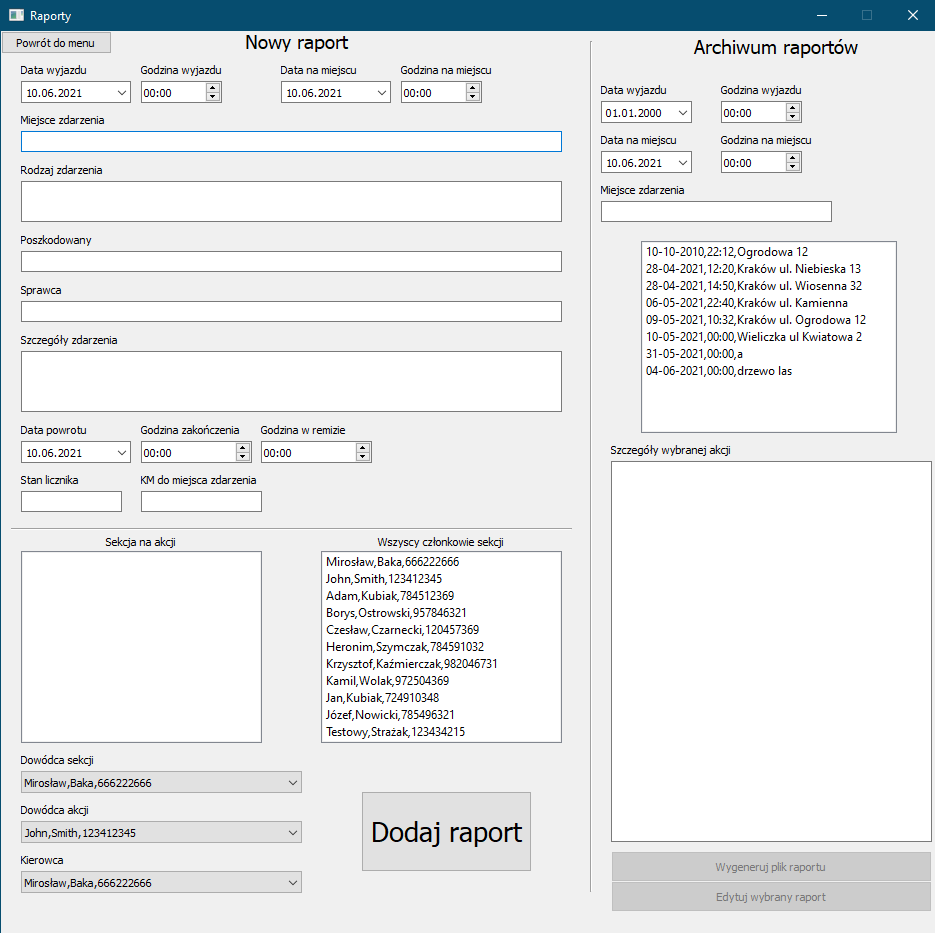 Raporty
Powrót do menu
Nowy raport
Data wyjazdu
Godzina wyjazdu
Data na miejscu
Godzina na miejscu
10.06.2021
00:00
10.06.2021
00:00
Miejsce zdarzenia
Rodzaj zdarzenia
Poszkodowany
Sprawca
Szczegóły zdarzenia
Data powrotu
Godzina zakończenia
Godzina w remizie
10.06.2021
00:00
00:00
Stan licznika
KM do miejsca zdarzenia
Sekcja na akcji
Wszyscy członkowie sekcji
Mirosław,Baka,666222666
John,Smith,123412345
Adam,Kubiak,784512369
Borys,Ostrowski,957846321
Czesław,Czarnecki,120457369
Heronim,Szymczak,784591032
Krzysztof,Kaźmierczak,982046731
Kamil,Wolak,972504369
Jan,Kubiak,724910348
Józef,Nowicki,785496321
Testowy,Strażak,123434215
Dowódca sekcji
Mirosław,Baka,666222666
Dowódca akcji
John,Smith,123412345
Kierowca
Mirosław,Baka,666222666
Dodaj raport
Archiwum raportów
Data wyjazdu
Godzina wyjazdu
01.01.2000
00:00
Data na miejscu
Godzina na miejscu
10.06.2021
00:00
Miejsce zdarzenia
10-10-2010,22:12,Ogrodowa 12
28-04-2021,12:20,Kraków ul. Niebieska 13
28-04-2021,14:50,Kraków ul. Wiosenna 32
06-05-2021,22:40,Kraków ul. Kamienna
09-05-2021,10:32,Kraków ul. Ogrodowa 12
10-05-2021,00:00,Wieliczka ul Kwiatowa 2
31-05-2021,00:00,a
04-06-2021,00:00,drzewo las
Szczegóły wybranej akcji
Wygeneruj plik raportu
Edytuj wybrany raport